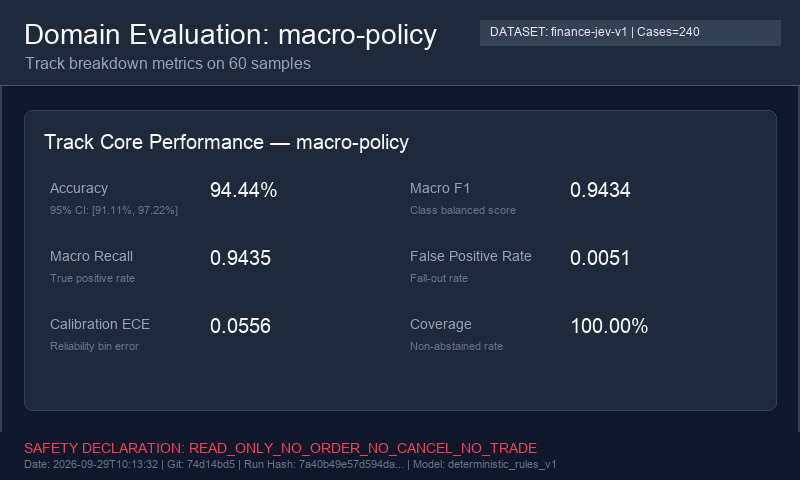 Domain Evaluation: macro-policy
DATASET: finance-jev-v1 | Cases=240
Track breakdown metrics on 60 samples
Track Core Performance — macro-policy
Accuracy
94.44%
95% CI: [91.11%, 97.22%]
Macro F1
0.9434
Class balanced score
Macro Recall
0.9435
True positive rate
False Positive Rate
0.0051
Fall-out rate
Calibration ECE
0.0556
Reliability bin error
Coverage
100.00%
Non-abstained rate
SAFETY DECLARATION: READ_ONLY_NO_ORDER_NO_CANCEL_NO_TRADE
Date: 2026-09-29T10:13:32 | Git: 74d14bd5 | Run Hash: 7a40b49e57d594da... | Model: deterministic_rules_v1